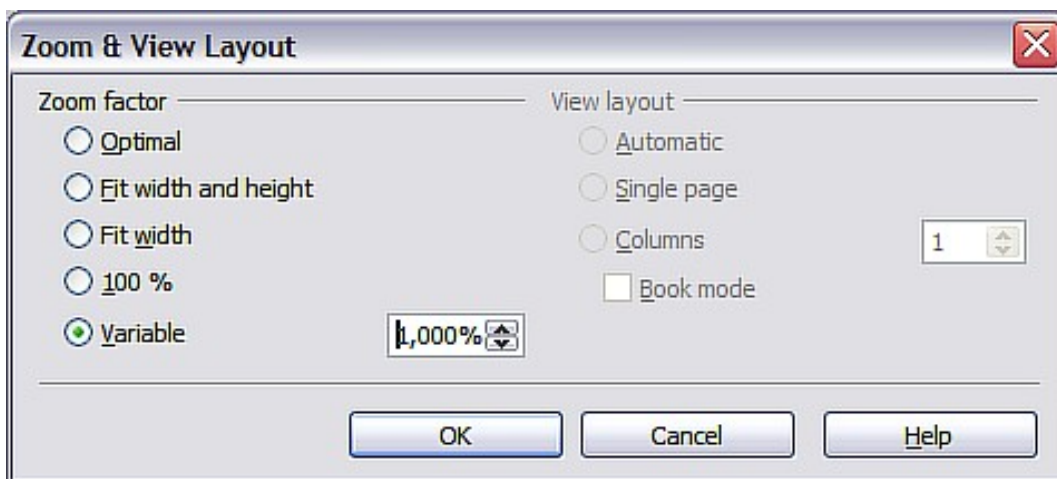 Zoom & View Layout
Zoom factor
Optimal
Fit width and height
Fit width
100 %
Variable 1,000%
View layout
Automatic
Single page
Columns 1
Book mode
OK Cancel Help